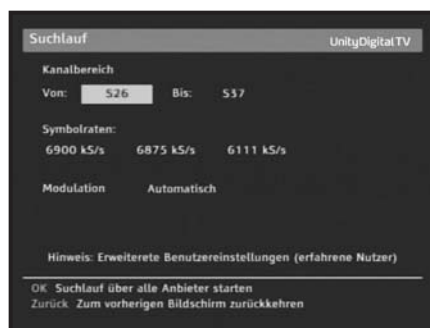 Suchlauf UnityDigitalTV
Kanalbereich
Von: S26 Bis: S37
Symbolraten:
6900 kS/s 6875 kS/s 6111 kS/s
Modulation Automatisch
Hinweis: Erweiterete Benutzereinstellungen (erfahrene Nutzer)
OK Suchlauf über alle Anbieter starten
Zurück Zum vorherigen Bildschirm zurückkehren